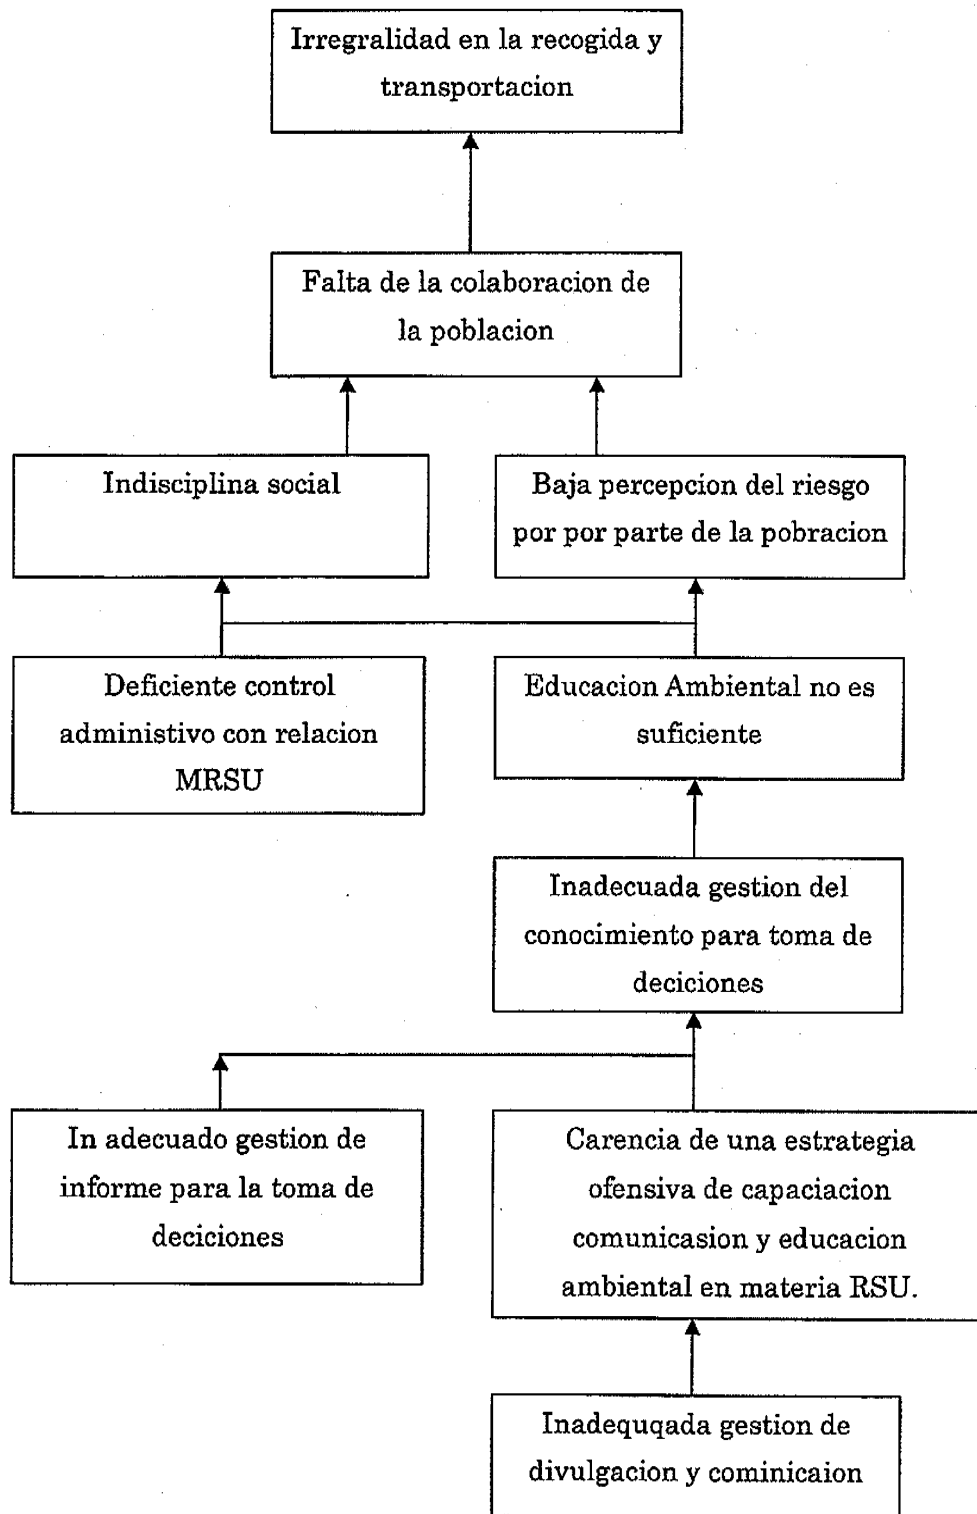 Irregralidad en la recogida y
transportacion
Falta de la colaboracion de
la poblacion
Indisciplina social
Baja percepcion del riesgo
por por parte de la pobracion
Deficiente control
administivo con relacion
MRSU
Educacion Ambiental no es
suficiente
Inadecuada gestion del
conocimiento para toma de
deciciones
In adecuado gestion de
informe para la toma de
deciciones
Carencia de una estrategia
ofensiva de capaciacion
comunicasion y educacion
ambiental en materia RSU.
Inadequqada gestion de
divulgacion y cominicaion